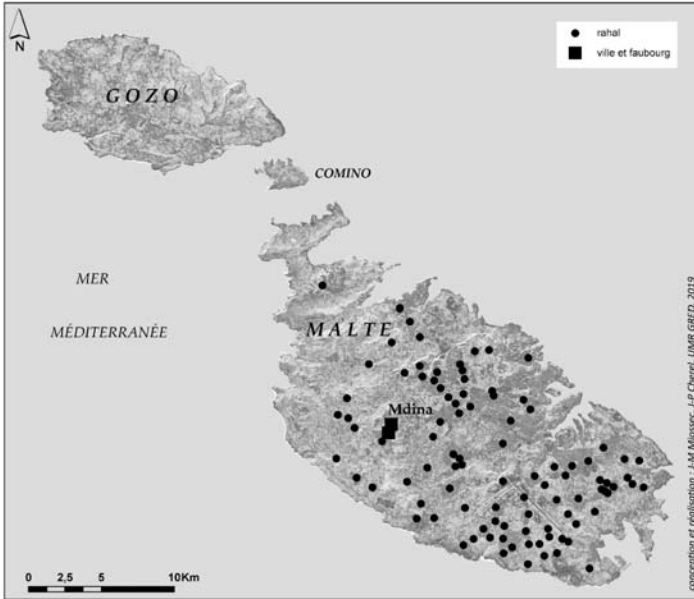 N
rahal
ville et faubourg
GOZO
COMINO
MER
MÉDITERRANÉE
MALTE
Mdina
0 2,5 5 10Km
conception et réalisation : J-M Miossec, J-P Cherel, UMR GRED, 2019